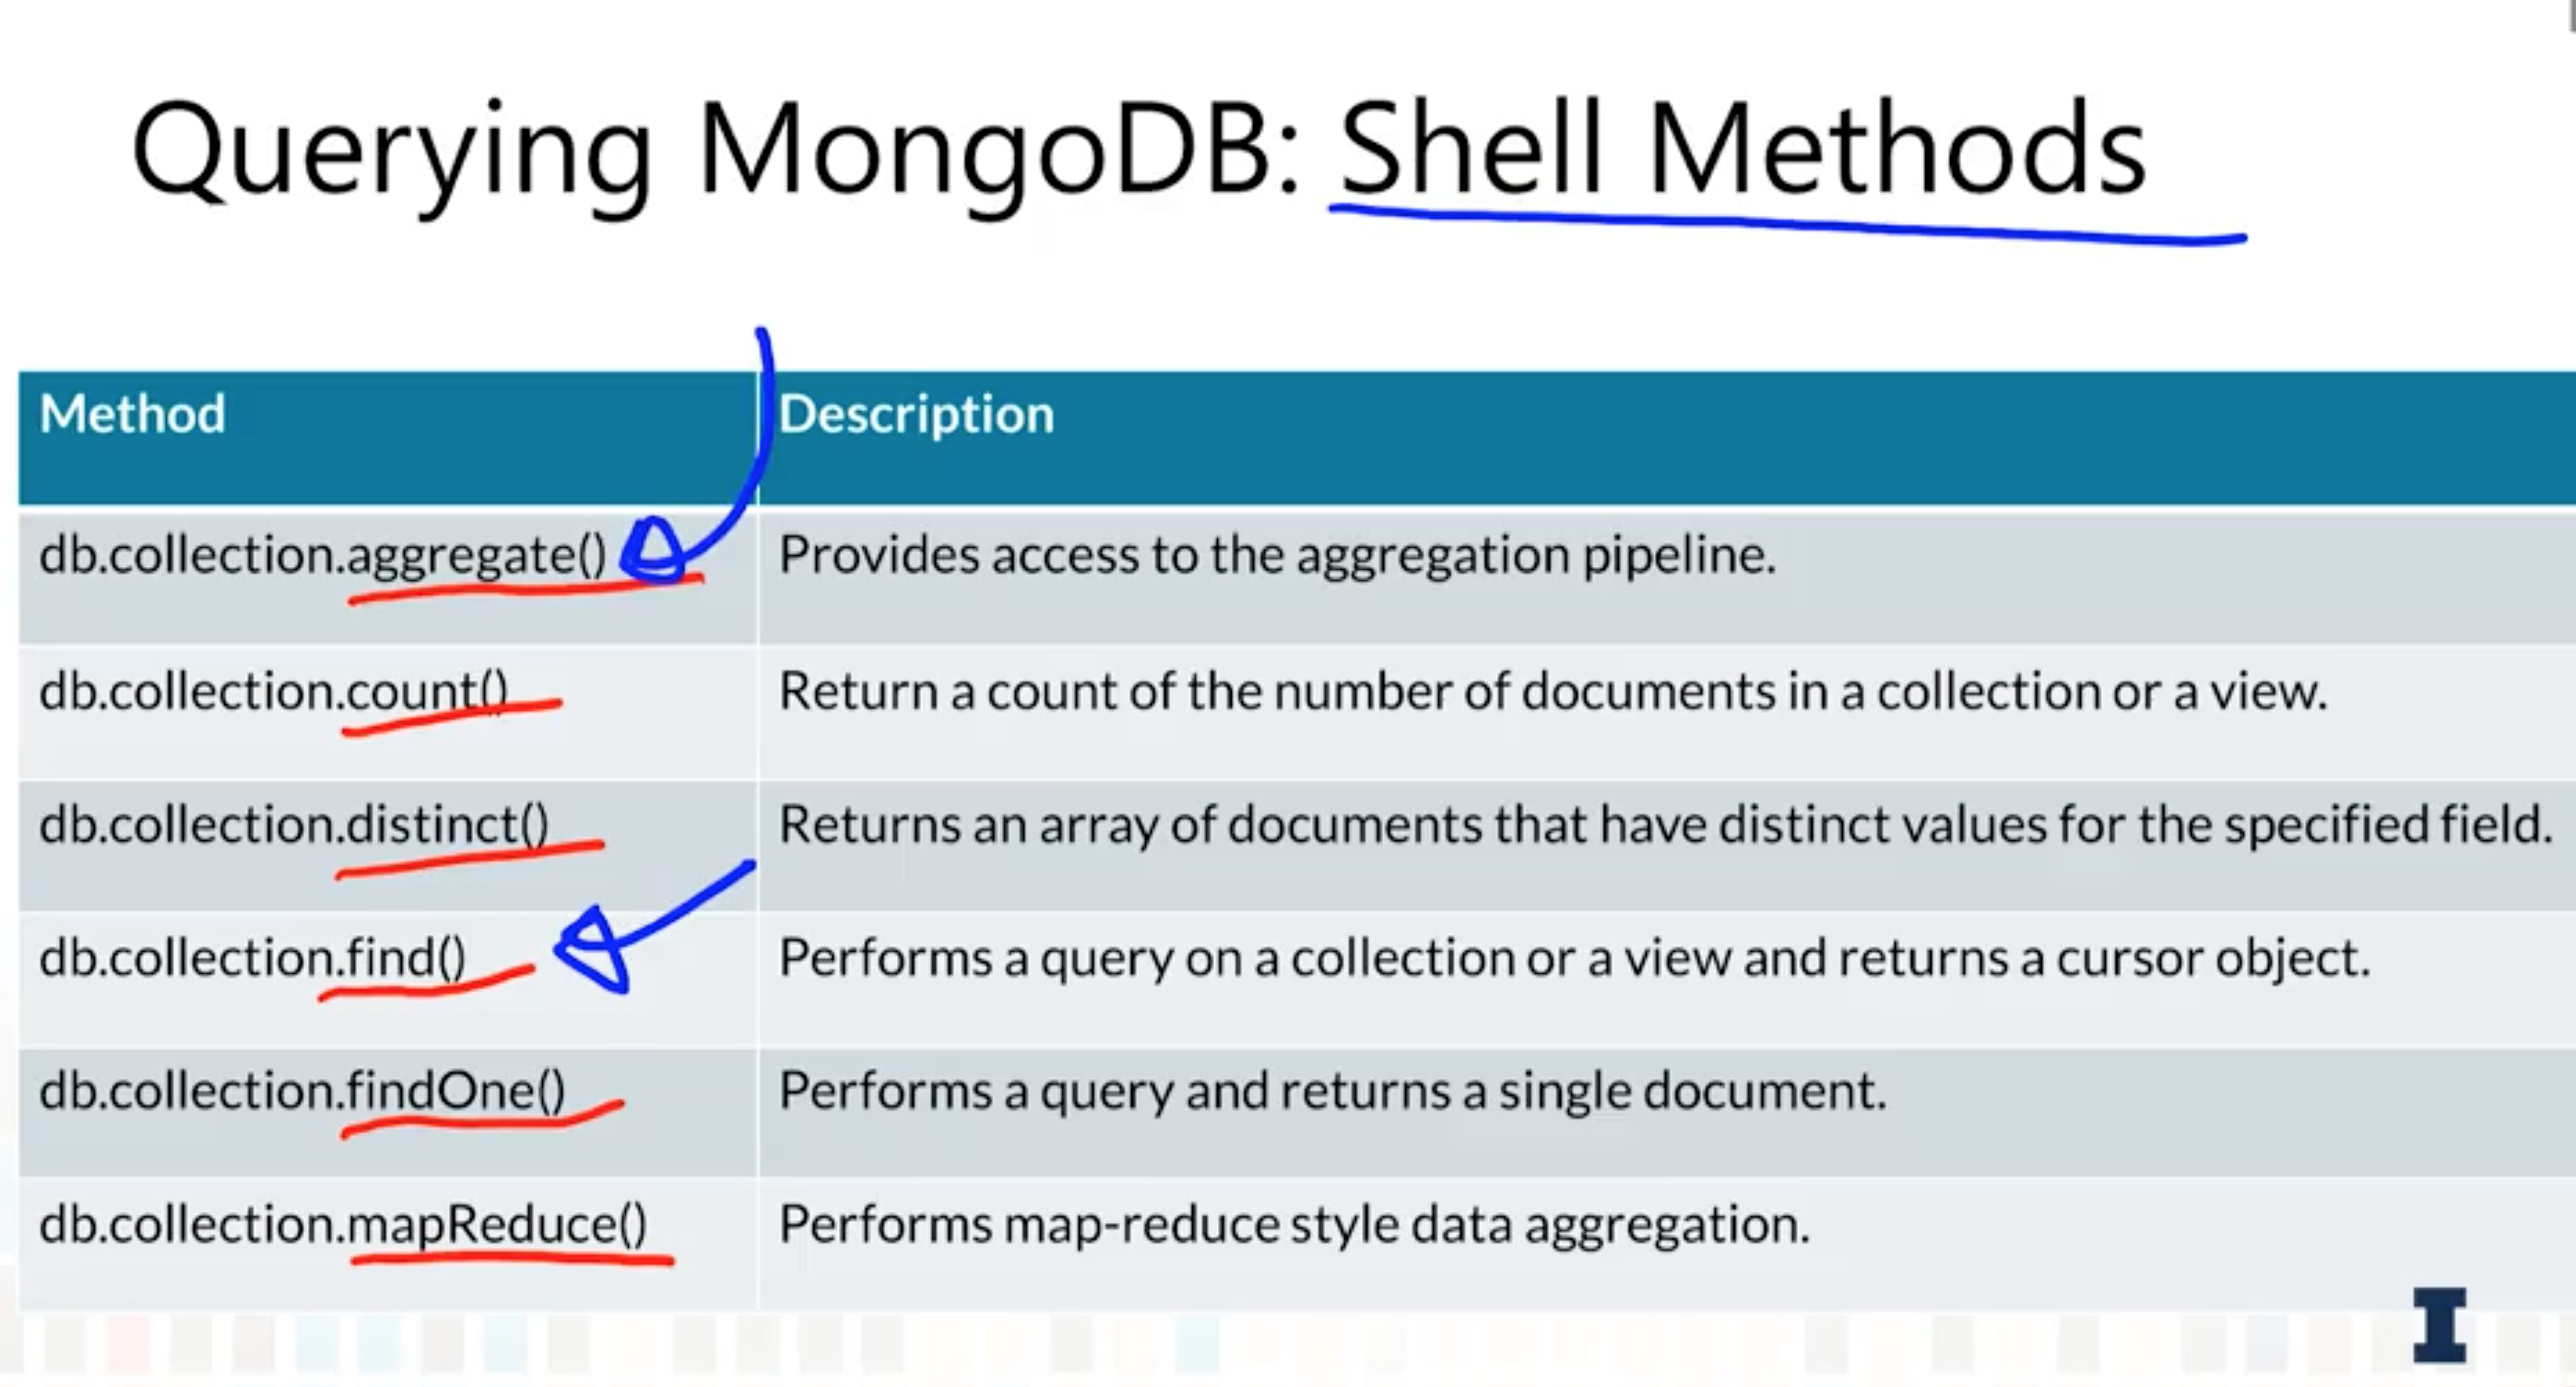 Querying MongoDB: Shell Methods
Method Description
db.collection.aggregate() Provides access to the aggregation pipeline.
db.collection.count() Return a count of the number of documents in a collection or a view.
db.collection.distinct() Returns an array of documents that have distinct values for the specified field.
db.collection.find() Performs a query on a collection or a view and returns a cursor object.
db.collection.findOne() Performs a query and returns a single document.
db.collection.mapReduce() Performs map-reduce style data aggregation.
I